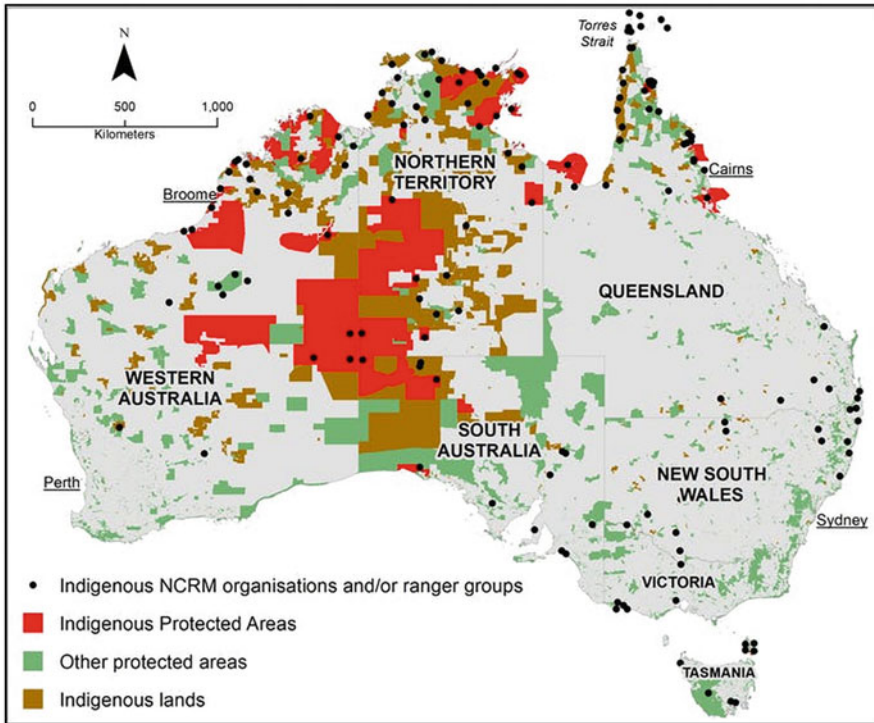 Torres
Strait
N
0 500 1,000
Kilometers
NORTHERN
TERRITORY
Cairns
Broome
QUEENSLAND
WESTERN
AUSTRALIA
SOUTH
AUSTRALIA
NEW SOUTH
WALES
Perth
Sydney
Indigenous NCRM organisations and/or ranger groups
VICTORIA
Indigenous Protected Areas
Other protected areas
TASMANIA
Indigenous lands